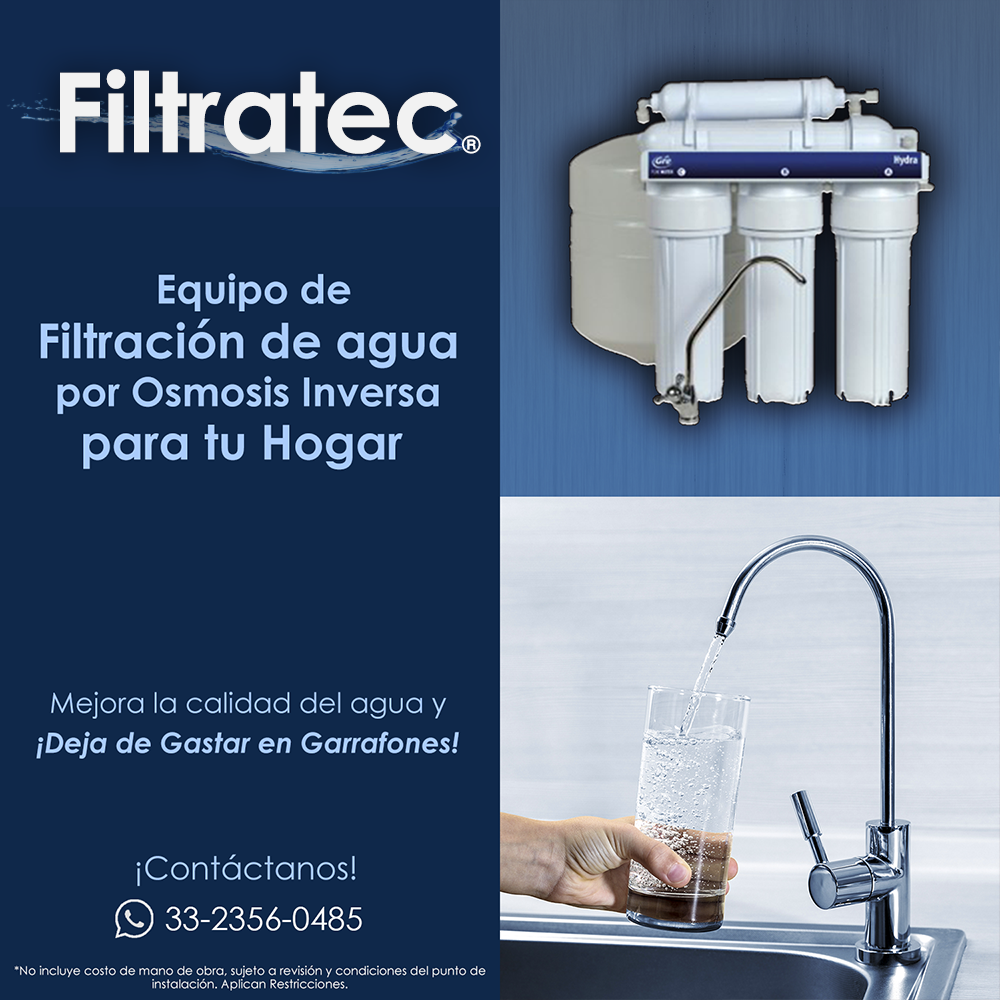 Filtratec®
Equipo de
Filtración de agua
por Osmosis Inversa
para tu Hogar
Mejora la calidad del agua y
¡Deja de Gastar en Garrafones!
¡Contáctanos!
33-2356-0485
*No incluye costo de mano de obra, sujeto a revisión y condiciones del punto de
instalación. Aplican Restricciones.
Gre
Hydra
C B A